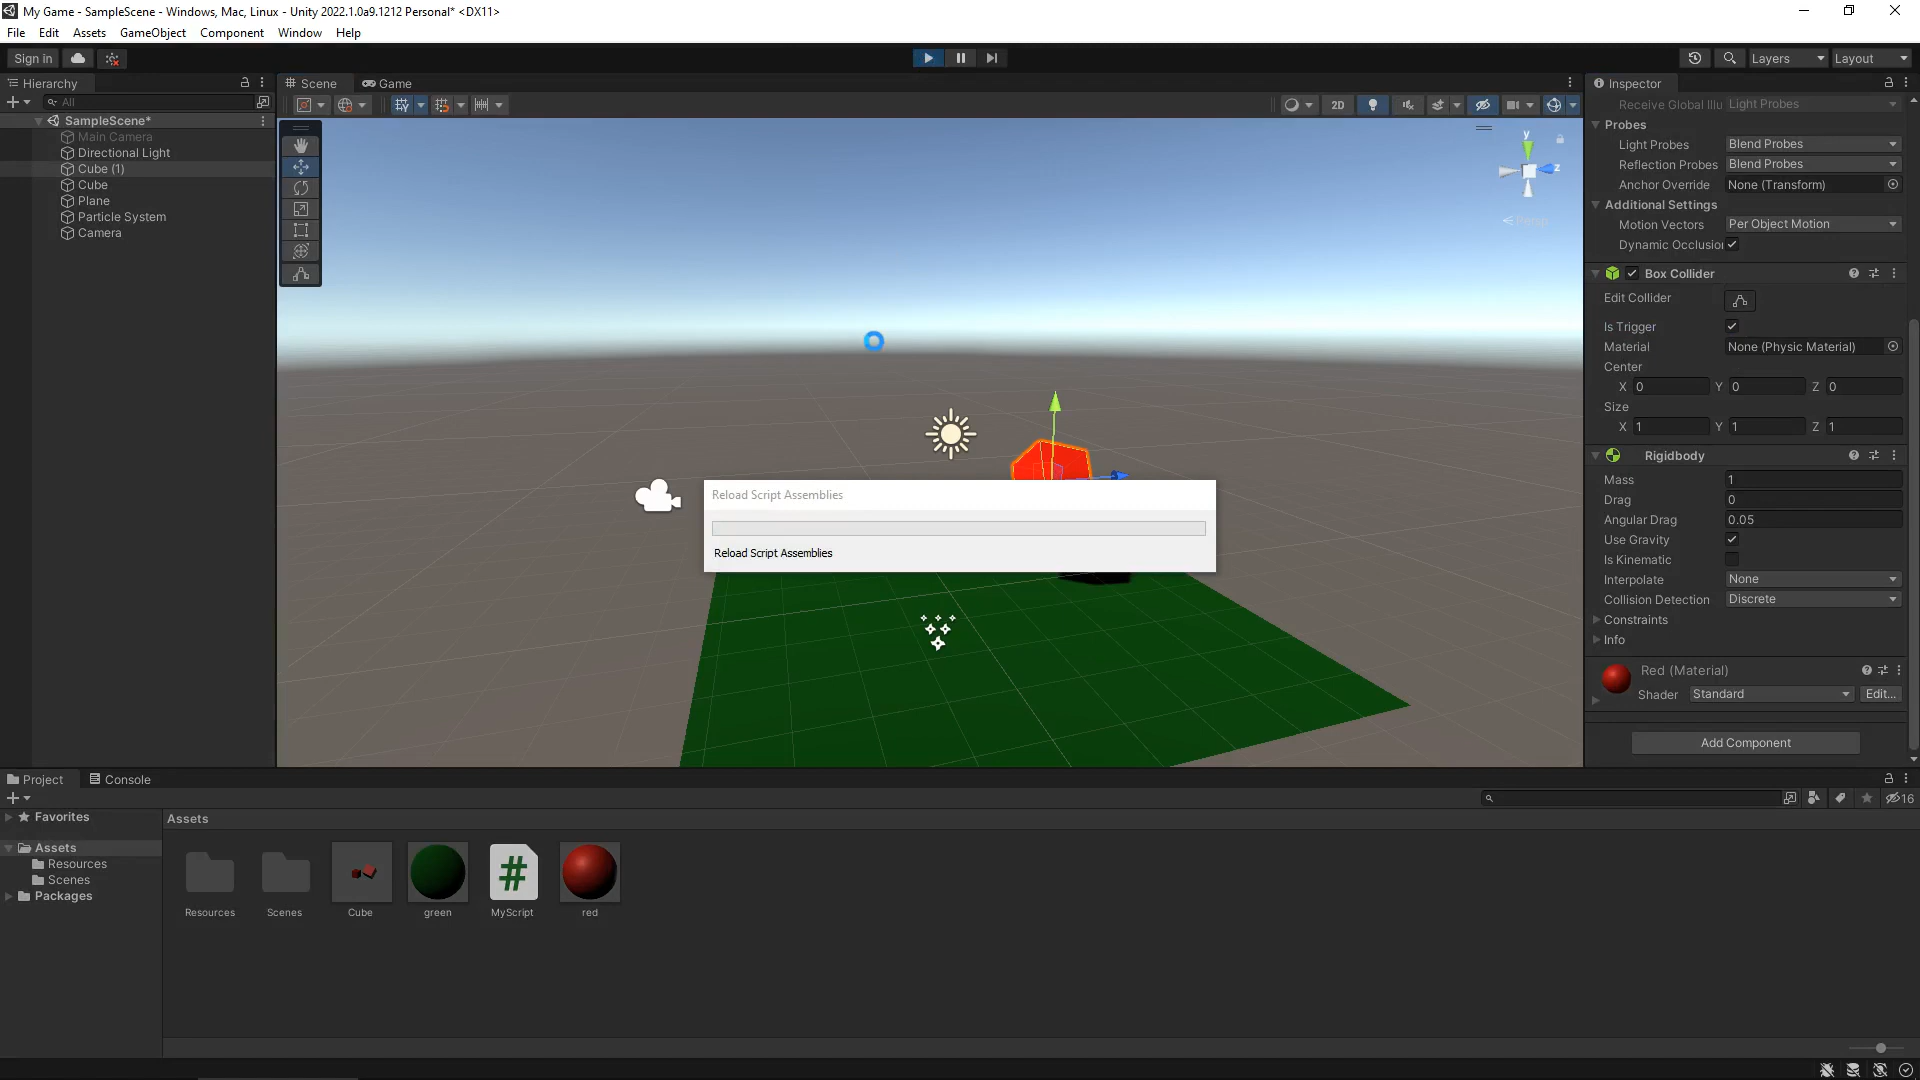 My Game - SampleScene - Windows, Mac, Linux - Unity 2022.1.0a9.1212 Personal* <DX11>
File Edit Assets GameObject Component Window Help
Sign in
Layers
Layout
Hierarchy
All
SampleScene*
Main Camera
Directional Light
Cube (1)
Cube
Plane
Particle System
Camera
Scene
Game
2D
y
z
Persp
Reload Script Assemblies
Reload Script Assemblies
Inspector
Receive Global Illu Light Probes
Probes
Light Probes Blend Probes
Reflection Probes Blend Probes
Anchor Override None (Transform)
Additional Settings
Motion Vectors Per Object Motion
Dynamic Occlusion
Box Collider
Edit Collider
Is Trigger
Material None (Physic Material)
Center
X 0 Y 0 Z 0
Size
X 1 Y 1 Z 1
Rigidbody
Mass 1
Drag 0
Angular Drag 0.05
Use Gravity
Is Kinematic
Interpolate None
Collision Detection Discrete
Constraints
Info
Red (Material)
Shader Standard Edit...
Add Component
Project
Console
16
Favorites
Assets
Resources
Scenes
Packages
Assets
Resources
Scenes
Cube
green
MyScript
red